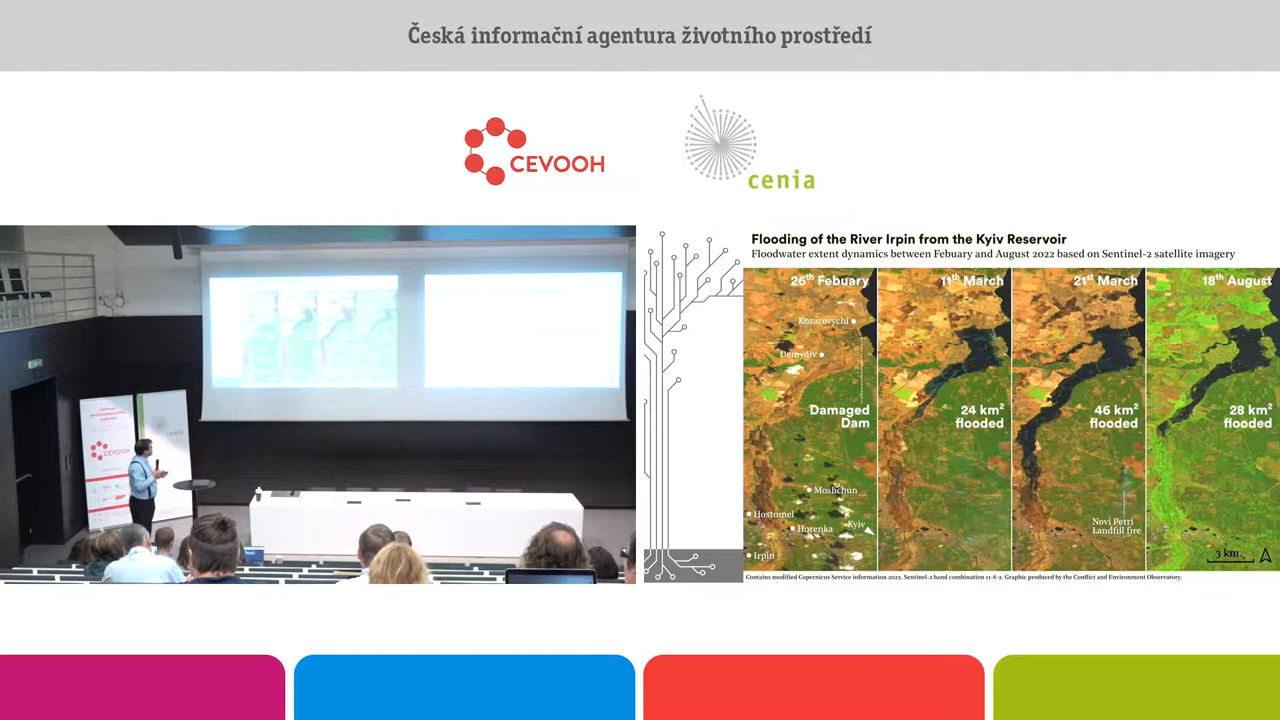 Česká informační agentura životního prostředí
CEVOOH
cenia
CEVOOH
Flooding of the River Irpin from the Kyiv Reservoir
Floodwater extent dynamics between Febuary and August 2022 based on Sentinel-2 satellite imagery
26th Febuary
11th March
21st March
18th August
Kozarovychi
Demydiv
Damaged
Dam
24 km²
flooded
46 km²
flooded
28 km²
flooded
Moshchun
Hostomel
Horenka
Kyiv
Irpin
Novi Petri
Landfill fire
3 km
Contains modified Copernicus Service information 2022. Sentinel-2 band combination 11-8-2. Graphic produced by the Conflict and Environment Observatory.